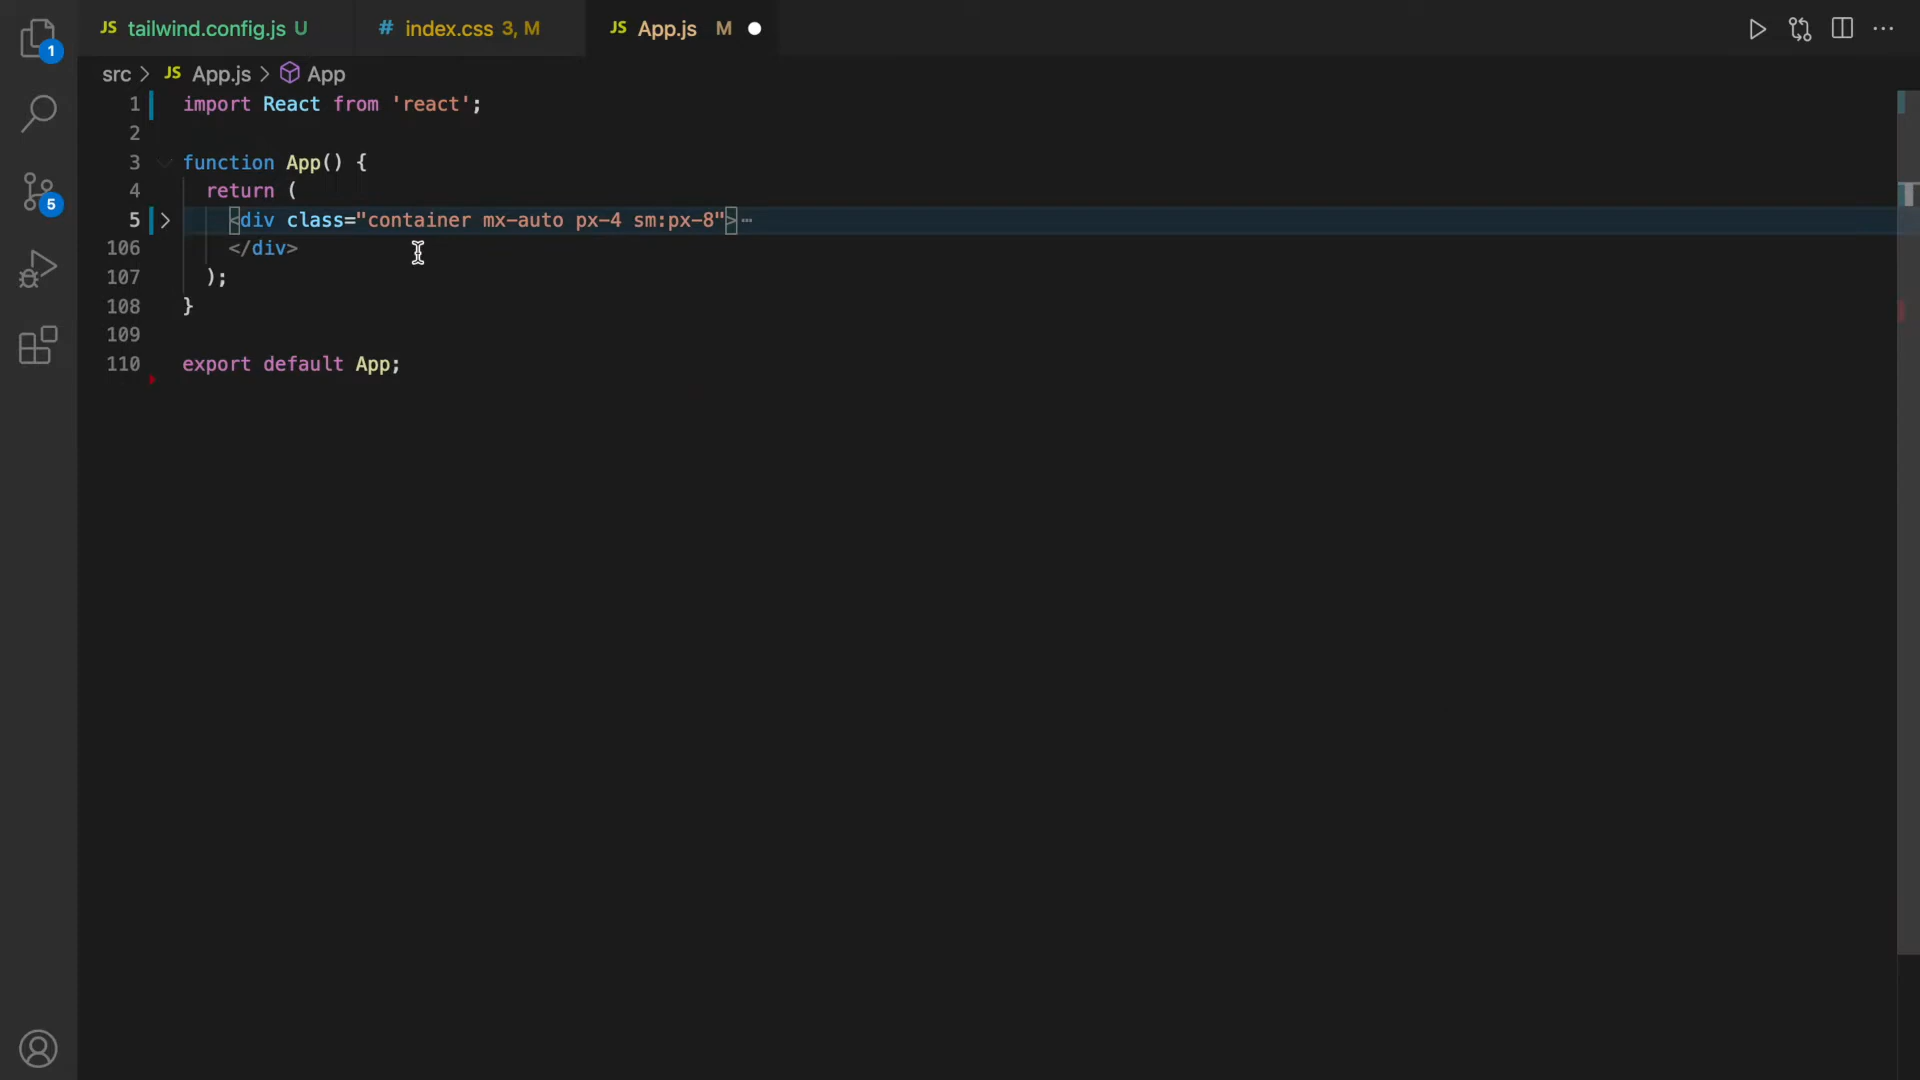 1
JS tailwind.config.js U
# index.css 3, M
JS App.js M
src > JS App.js > App
1 import React from 'react';
2
3 function App() {
4 return (
5 <div class="container mx-auto px-4 sm:px-8">⋯
106 </div>
107 );
108 }
109
110 export default App;
5